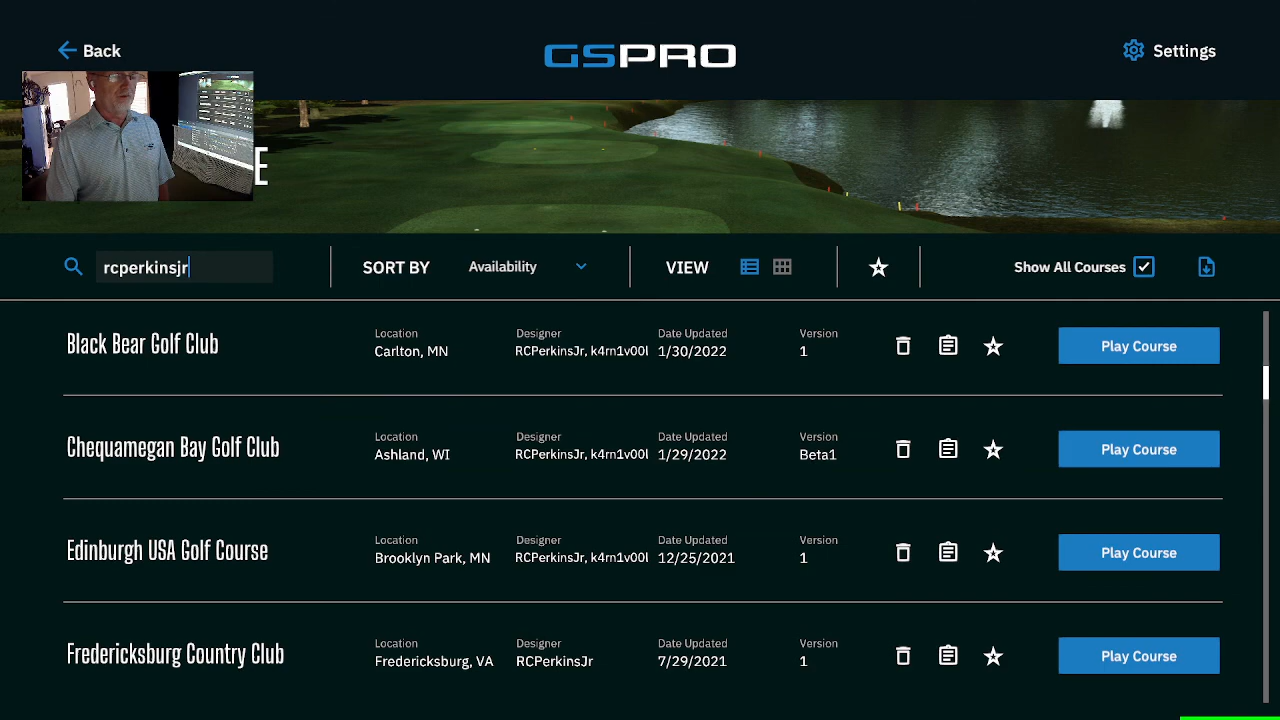 Back
GSPRO
Settings
E
rcperkinsjr
SORT BY
Availability
VIEW
Show All Courses
Black Bear Golf Club
Location
Carlton, MN
Designer
RCPerkinsJr, k4rn1v00l
Date Updated
1/30/2022
Version
1
Play Course
Chequamegan Bay Golf Club
Location
Ashland, WI
Designer
RCPerkinsJr, k4rn1v00l
Date Updated
1/29/2022
Version
Beta1
Play Course
Edinburgh USA Golf Course
Location
Brooklyn Park, MN
Designer
RCPerkinsJr, k4rn1v00l
Date Updated
12/25/2021
Version
1
Play Course
Fredericksburg Country Club
Location
Fredericksburg, VA
Designer
RCPerkinsJr
Date Updated
7/29/2021
Version
1
Play Course